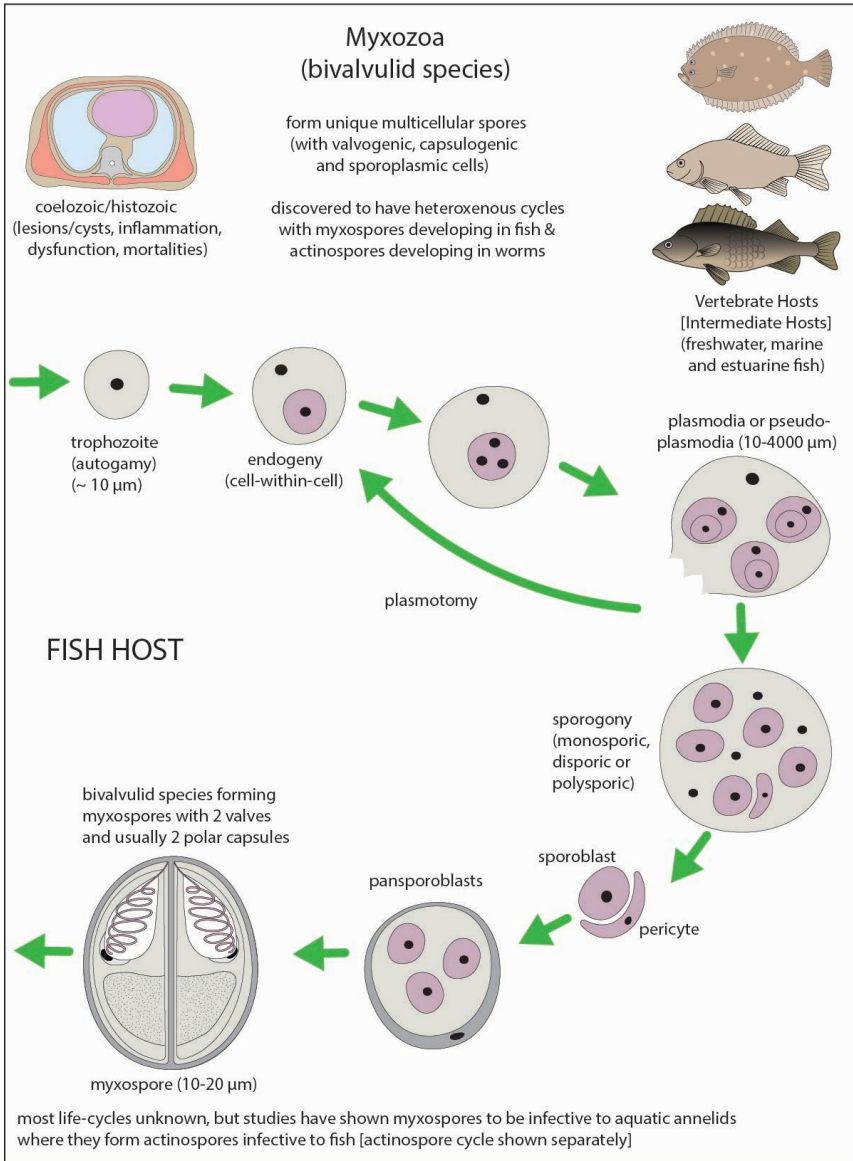 Myxozoa
(bivalvulid species)
form unique multicellular spores
(with valvogenic, capsulogenic
and sporoplasmic cells)
coelozoic/histozoic
(lesions/cysts, inflammation,
dysfunction, mortalities)
discovered to have heteroxenous cycles
with myxospores developing in fish &
actinospores developing in worms
Vertebrate Hosts
[Intermediate Hosts]
(freshwater, marine
and estuarine fish)
trophozoite
(autogamy)
(~ 10 µm)
endogeny
(cell-within-cell)
plasmodia or pseudo-
plasmodia (10-4000 µm)
plasmotomy
FISH HOST
sporogony
(monosporic,
disporic or
polysporic)
sporoblast
pericyte
pansporoblasts
bivalvulid species forming
myxospores with 2 valves
and usually 2 polar capsules
myxospore (10-20 µm)
most life-cycles unknown, but studies have shown myxospores to be infective to aquatic annelids
where they form actinospores infective to fish [actinospore cycle shown separately]